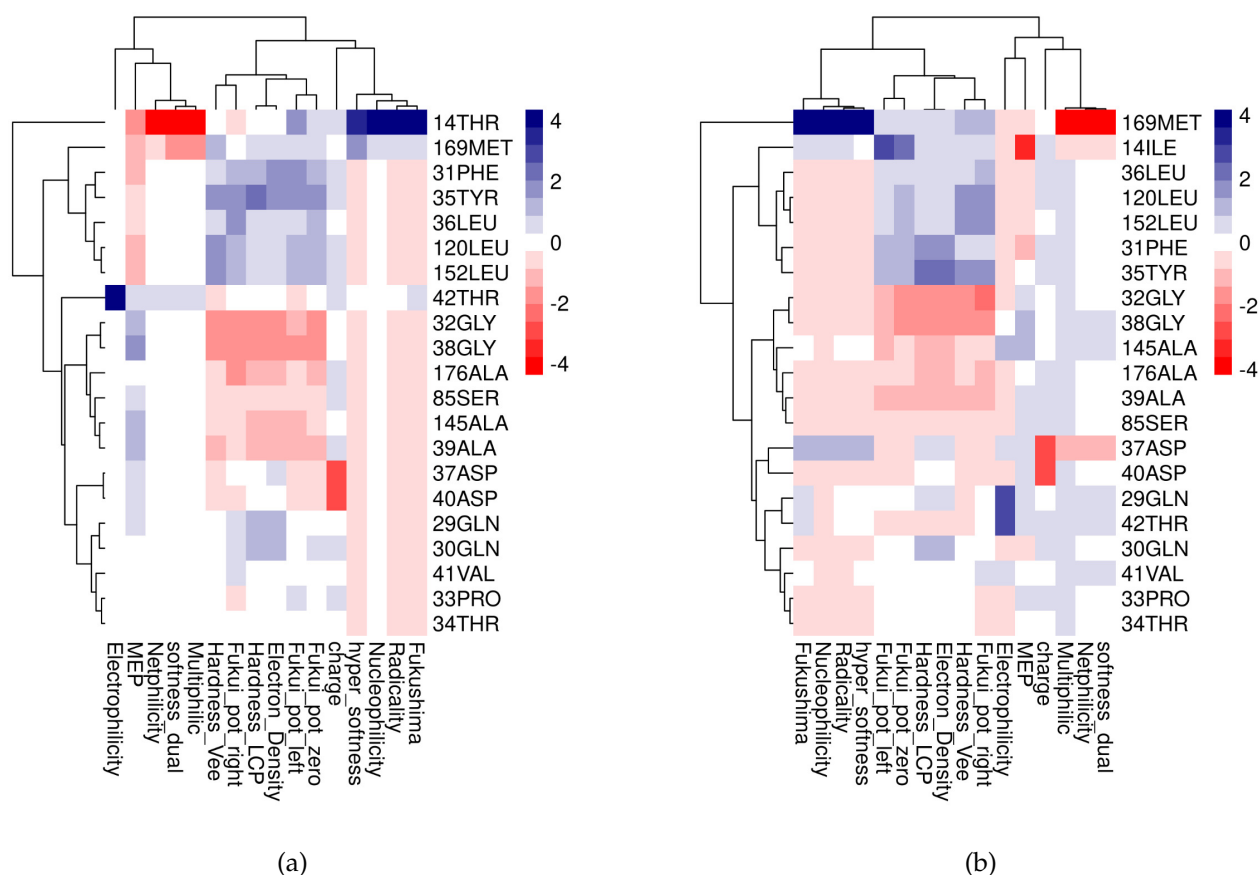 14THR
169MET
31PHE
35TYR
36LEU
120LEU
152LEU
42THR
32GLY
38GLY
176ALA
85SER
145ALA
39ALA
37ASP
40ASP
29GLN
30GLN
41VAL
33PRO
34THR
4
2
0
-2
-4
Electrophilicity
MEP
Netphilicity
softness_dual
Multiphilic
Hardness_Vee
Fukui_pot_right
Hardness_LCP
Electron_Density
Fukui_pot_left
Fukui_pot_zero
charge
hyper_softness
Nucleophilicity
Radicality
Fukushima
(a)
169MET
14ILE
36LEU
120LEU
152LEU
31PHE
35TYR
32GLY
38GLY
145ALA
176ALA
39ALA
85SER
37ASP
40ASP
29GLN
42THR
30GLN
41VAL
33PRO
34THR
4
2
0
-2
-4
Fukushima
Nucleophilicity
Radicality
hyper_softness
Fukui_pot_left
Fukui_pot_zero
Hardness_LCP
Electron_Density
Hardness_Vee
Fukui_pot_right
Electrophilicity
MEP
charge
Multiphilic
Netphilicity
softness_dual
(b)